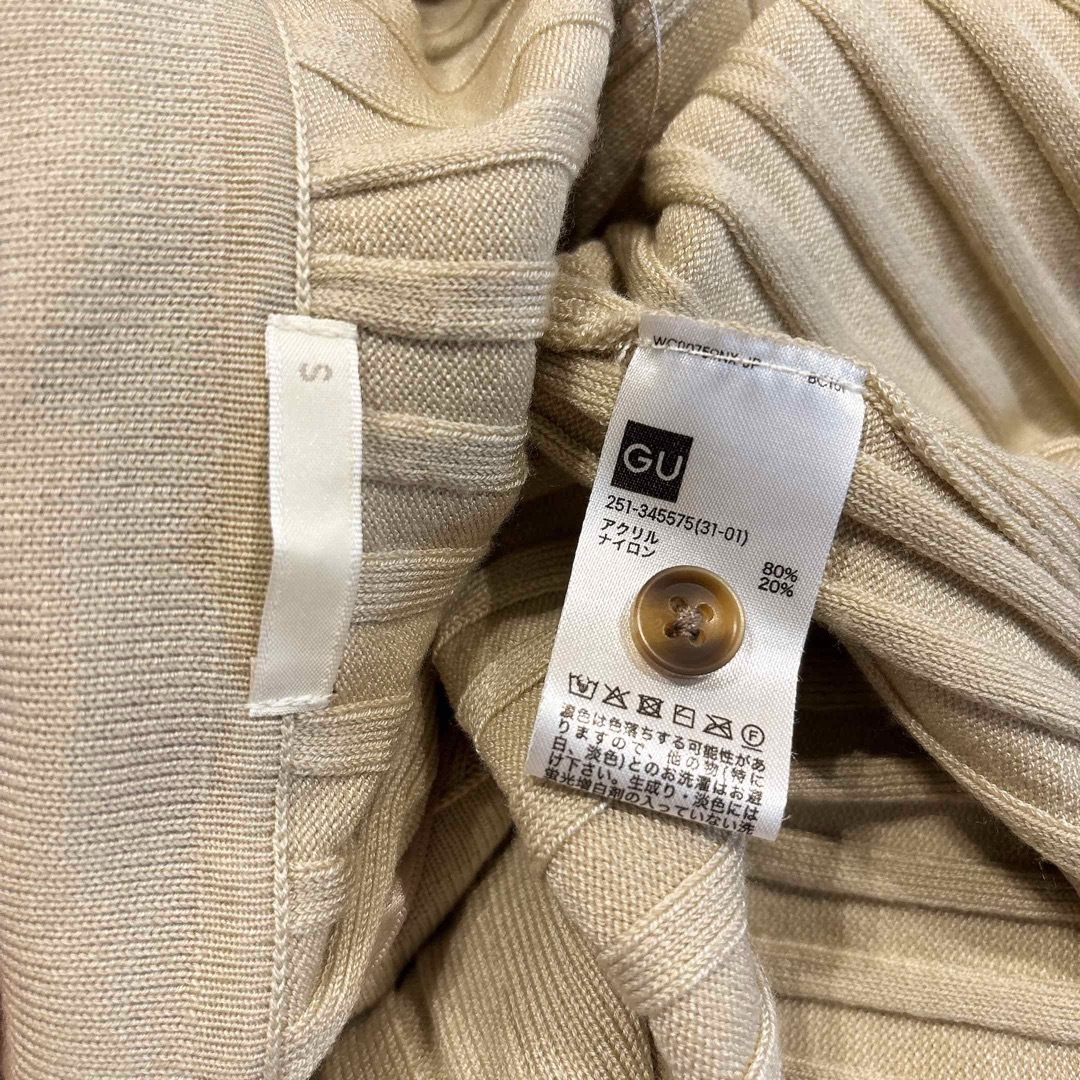 S
GU
251-345575(31-01)
アクリル 80%
ナイロン 20%
F
濃色は色落ちする可能性があ
りますので、他の物(特に
白、淡色)とのお洗濯はお避
け下さい。生成り、淡色には
蛍光増白剤の入っていない洗